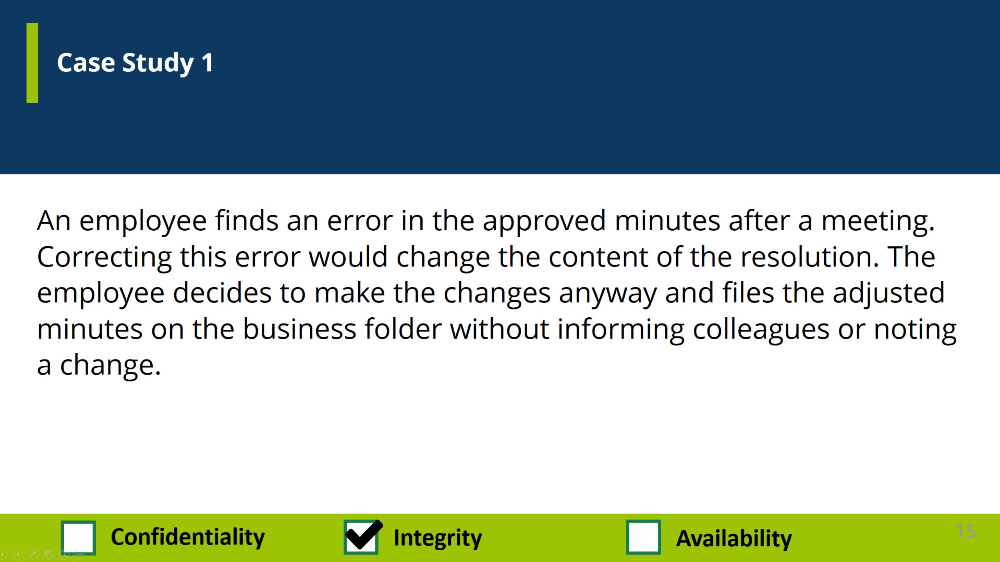 Case Study 1
An employee finds an error in the approved minutes after a meeting.
Correcting this error would change the content of the resolution. The
employee decides to make the changes anyway and files the adjusted
minutes on the business folder without informing colleagues or noting
a change.
Confidentiality
Integrity
Availability
15